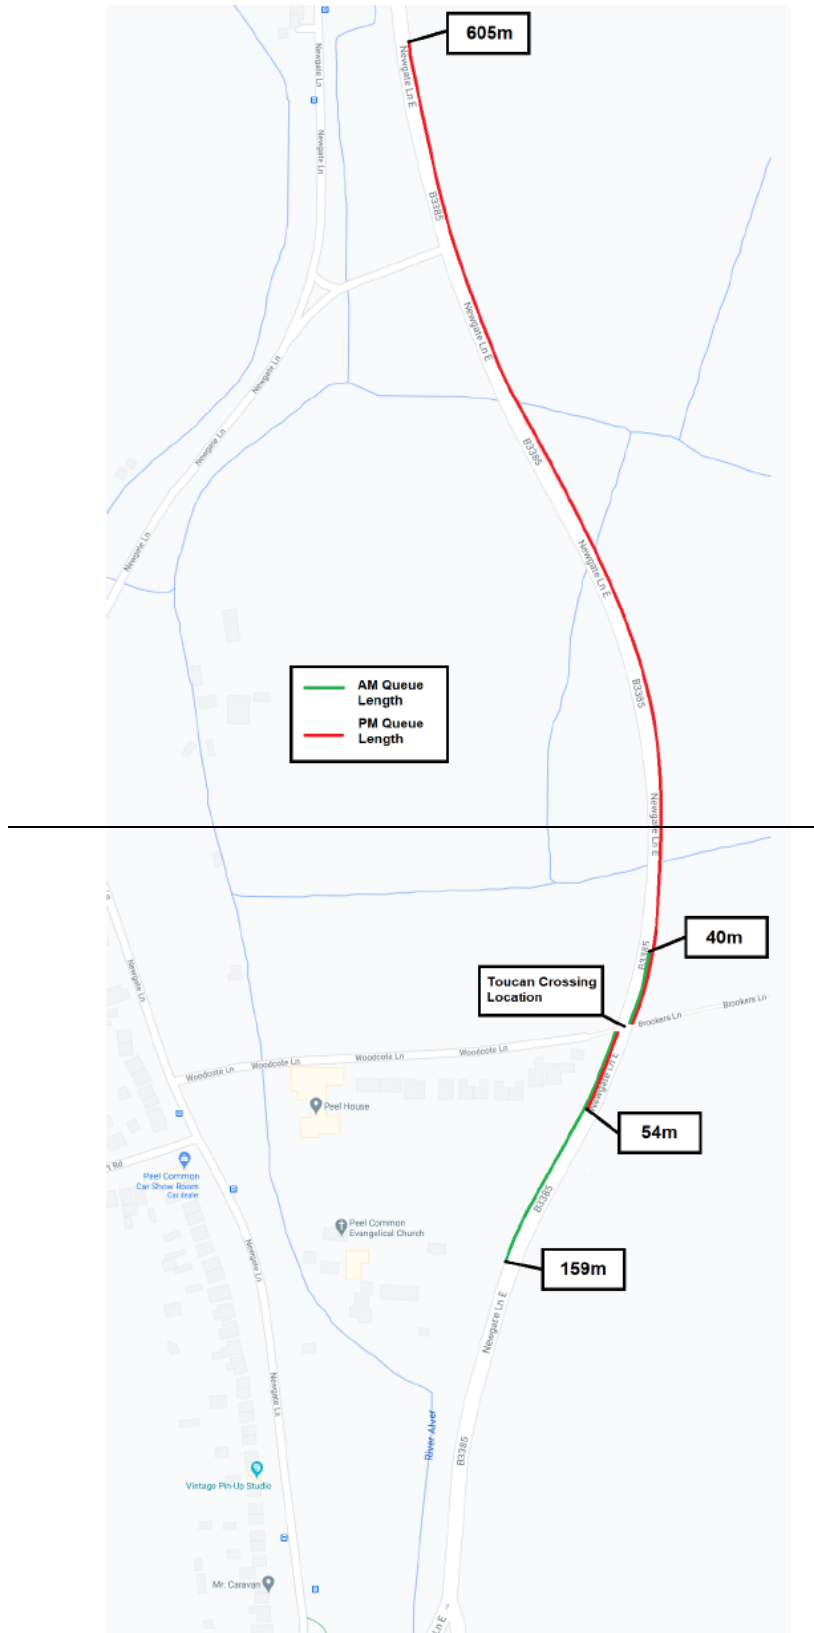 605m
Newgate Ln
Newgate Ln E
Newgate Ln
B3385
Newgate Ln E
Newgate Ln
Newgate Ln
B3385
Newgate Ln
Newgate Ln E
AM Queue
Length
PM Queue
Length
B3385
Newgate Ln E
40m
B3385
Toucan Crossing
Location
Newgate Ln
Brookers Ln
Brookers Ln
Woodcote Ln
Woodcote Ln
Woodcote Ln
Woodcote Ln
Newgate Ln E
Peel House
54m
Rd
Peel Common
Car Show Room
Car dealer
B3385
Peel Common
Evangelical Church
Newgate Ln
159m
Newgate Ln E
Newgate Ln
River Alver
B3385
Vintage Pin-Up Studio
Mr. Caravan
Ln E